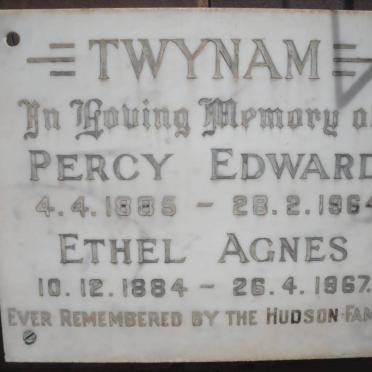 TWYNAM
In Loving Memory of
PERCY EDWARD
4.4.1885 - 28.2.1964
ETHEL AGNES
10.12.1884 - 26.4.1967.
EVER REMEMBERED BY THE HUDSON